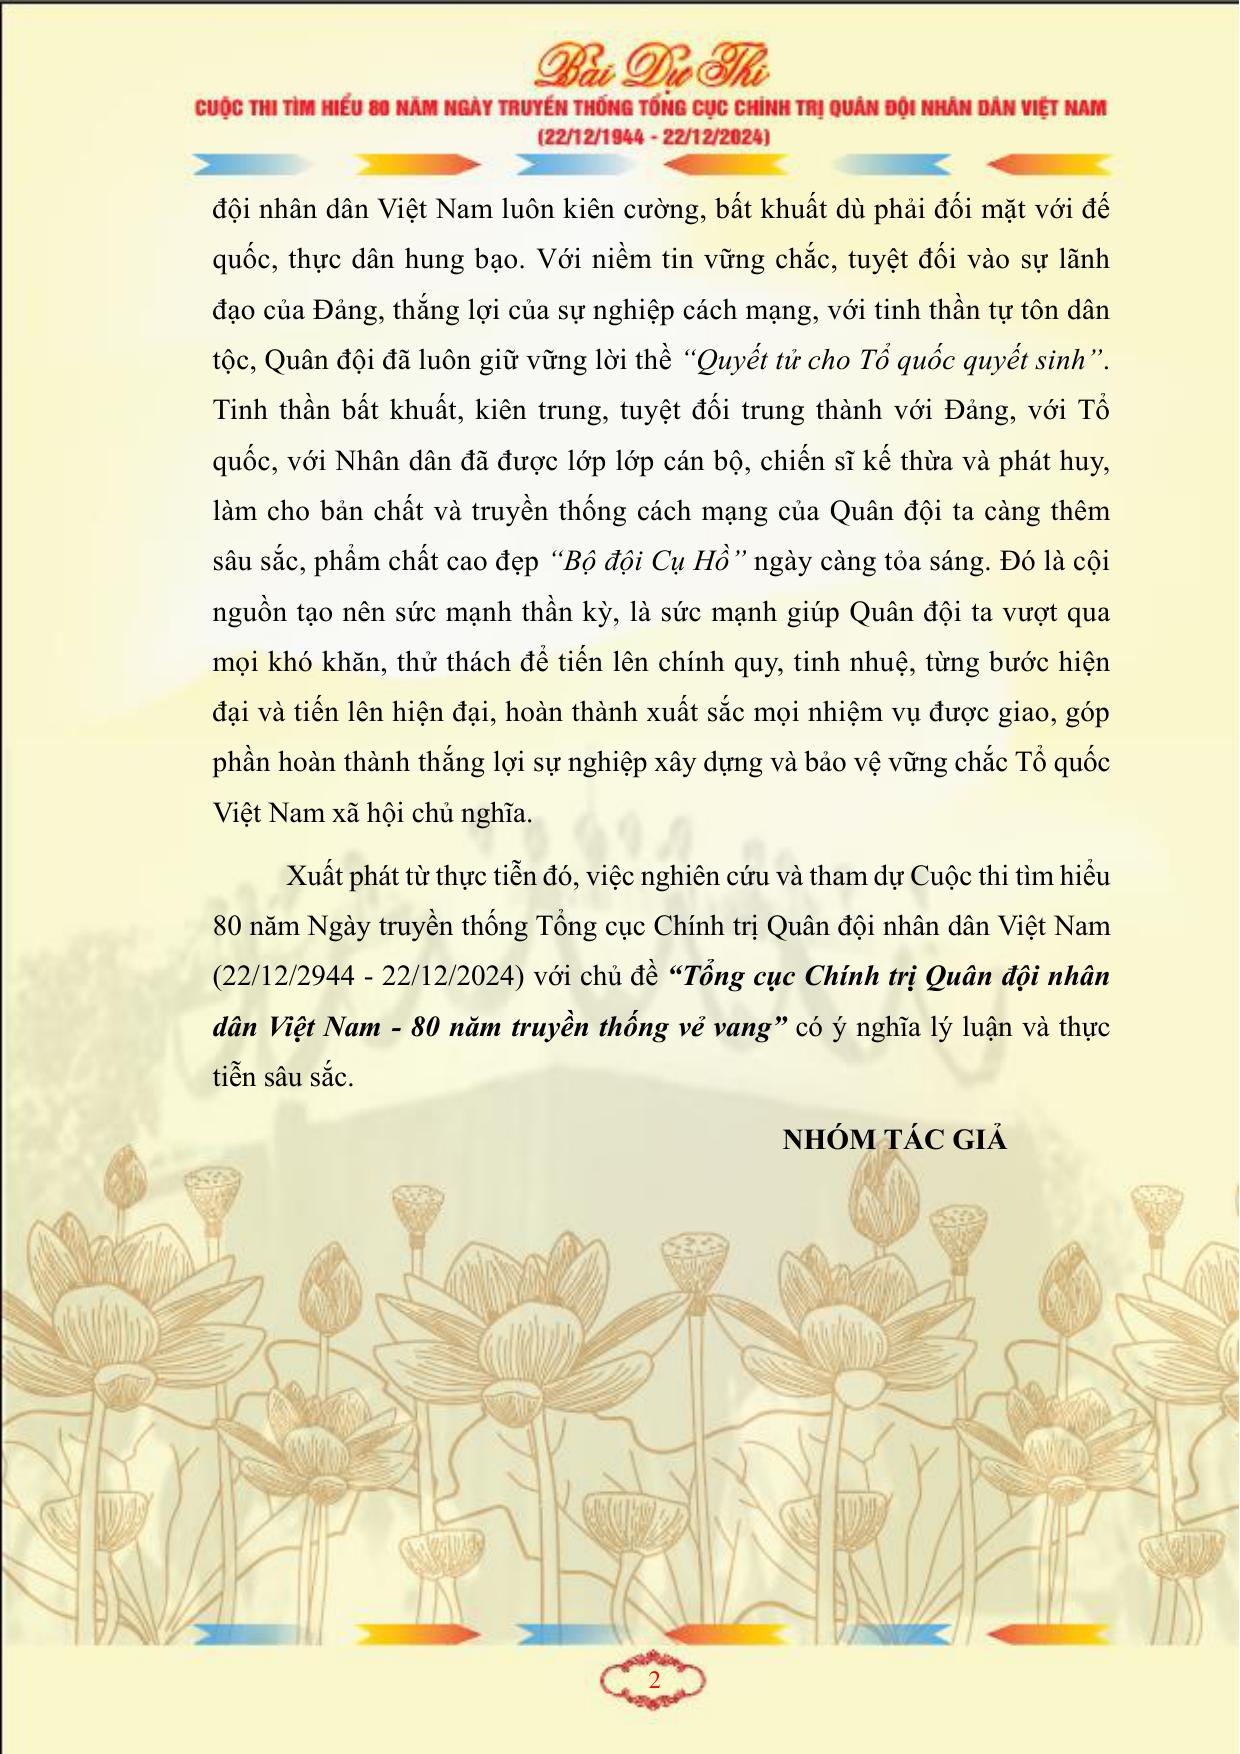 Bài Dự Thi
CUỘC THI TÌM HIỂU 80 NĂM NGÀY TRUYỀN THỐNG TỔNG CỤC CHÍNH TRỊ QUÂN ĐỘI NHÂN DÂN VIỆT NAM
(22/12/1944 - 22/12/2024)
đội nhân dân Việt Nam luôn kiên cường, bất khuất dù phải đối mặt với đế
quốc, thực dân hung bạo. Với niềm tin vững chắc, tuyệt đối vào sự lãnh
đạo của Đảng, thắng lợi của sự nghiệp cách mạng, với tinh thần tự tôn dân
tộc, Quân đội đã luôn giữ vững lời thề “Quyết tử cho Tổ quốc quyết sinh”.
Tinh thần bất khuất, kiên trung, tuyệt đối trung thành với Đảng, với Tổ
quốc, với Nhân dân đã được lớp lớp cán bộ, chiến sĩ kế thừa và phát huy,
làm cho bản chất và truyền thống cách mạng của Quân đội ta càng thêm
sâu sắc, phẩm chất cao đẹp “Bộ đội Cụ Hồ” ngày càng tỏa sáng. Đó là cội
nguồn tạo nên sức mạnh thần kỳ, là sức mạnh giúp Quân đội ta vượt qua
mọi khó khăn, thử thách để tiến lên chính quy, tinh nhuệ, từng bước hiện
đại và tiến lên hiện đại, hoàn thành xuất sắc mọi nhiệm vụ được giao, góp
phần hoàn thành thắng lợi sự nghiệp xây dựng và bảo vệ vững chắc Tổ quốc
Việt Nam xã hội chủ nghĩa.
Xuất phát từ thực tiễn đó, việc nghiên cứu và tham dự Cuộc thi tìm hiểu
80 năm Ngày truyền thống Tổng cục Chính trị Quân đội nhân dân Việt Nam
(22/12/2944 - 22/12/2024) với chủ đề “Tổng cục Chính trị Quân đội nhân
dân Việt Nam - 80 năm truyền thống vẻ vang” có ý nghĩa lý luận và thực
tiễn sâu sắc.
NHÓM TÁC GIẢ
2